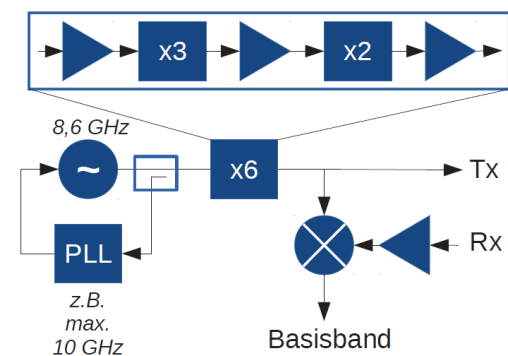 x3
x2
8,6 GHz
~
x6
Tx
PLL
Rx
z.B.
max.
10 GHz
Basisband